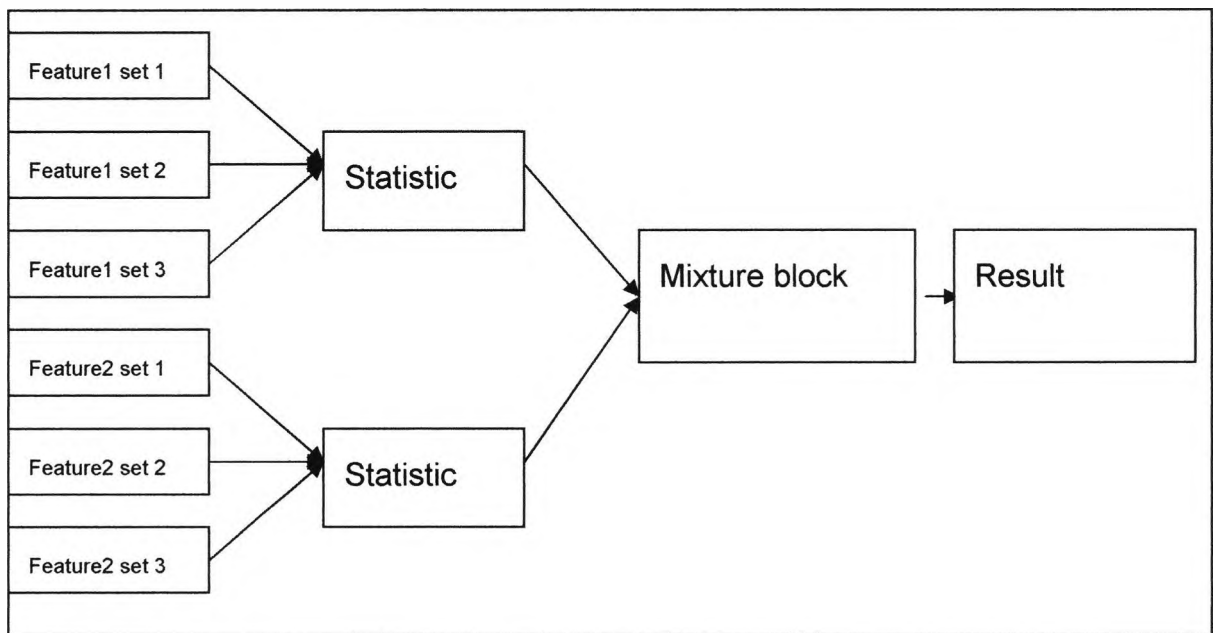 Feature1 set 1
Feature1 set 2
Statistic
Feature1 set 3
Mixture block
Result
Feature2 set 1
Feature2 set 2
Statistic
Feature2 set 3